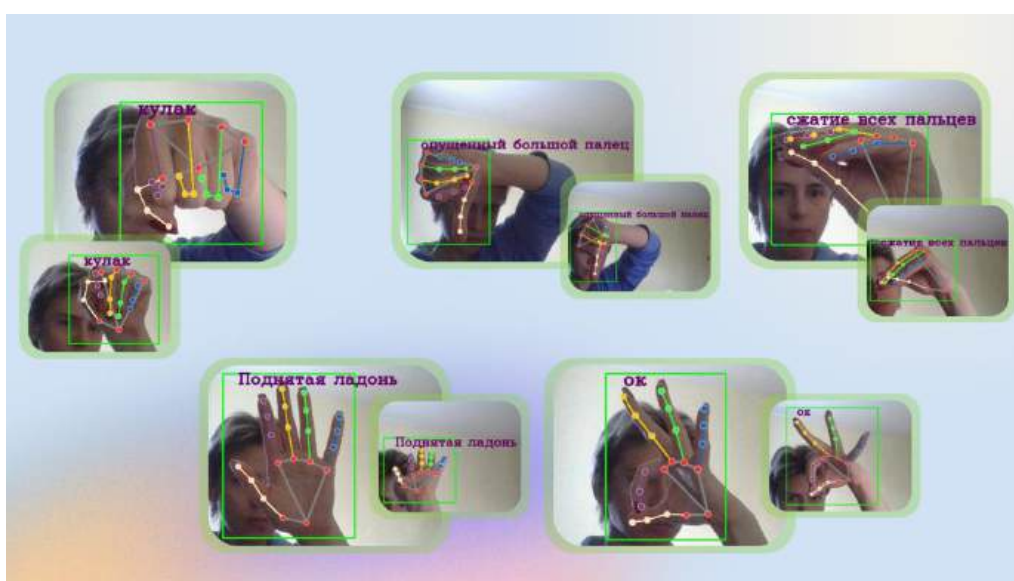 кулак
опущенный большой палец
сжатие всех пальцев
опущенный большой палец
сжатие всех пальцев
кулак
Поднятая ладонь
ок
ок
Поднятая ладонь